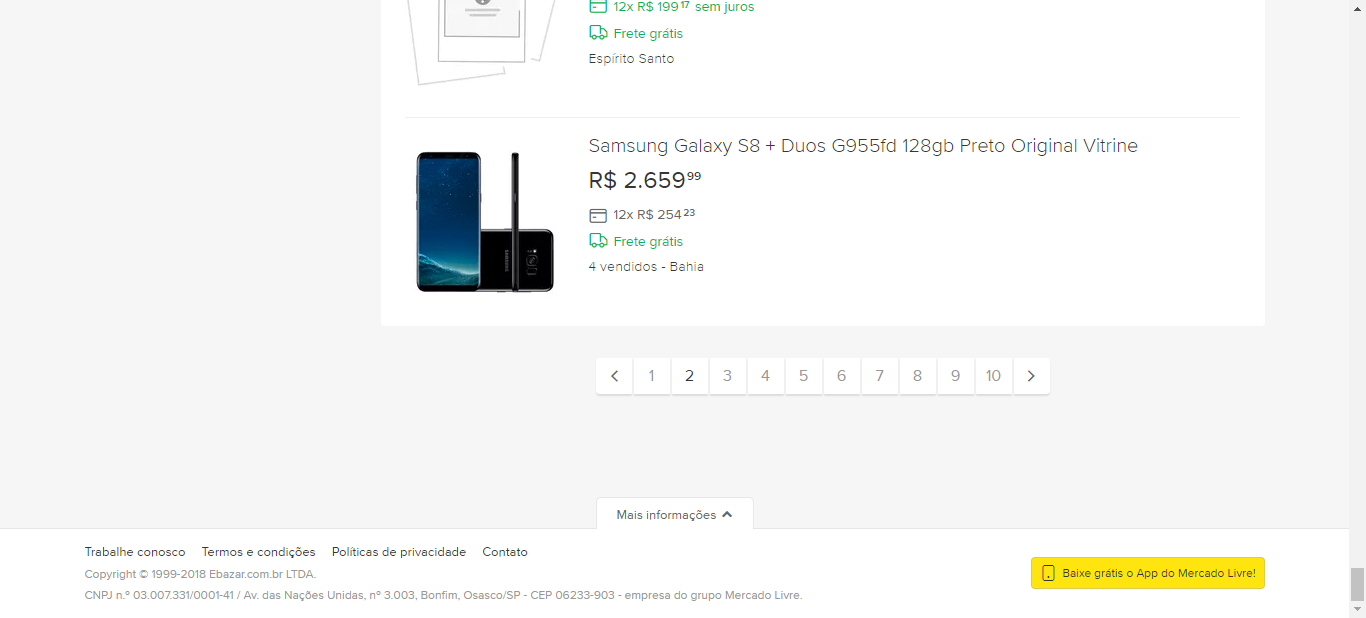 12x R$ 199 17 sem juros
Frete grátis
Espírito Santo
Samsung Galaxy S8 + Duos G955fd 128gb Preto Original Vitrine
R$ 2.659 99
12x R$ 254 23
Frete grátis
4 vendidos - Bahia
1 2 3 4 5 6 7 8 9 10
Mais informações
Trabalhe conosco Termos e condições Políticas de privacidade Contato
Copyright © 1999-2018 Ebazar.com.br LTDA.
Baixe grátis o App do Mercado Livre!
CNPJ n.º 03.007.331/0001-41 / Av. das Nações Unidas, nº 3.003, Bonfim, Osasco/SP - CEP 06233-903 - empresa do grupo Mercado Livre.